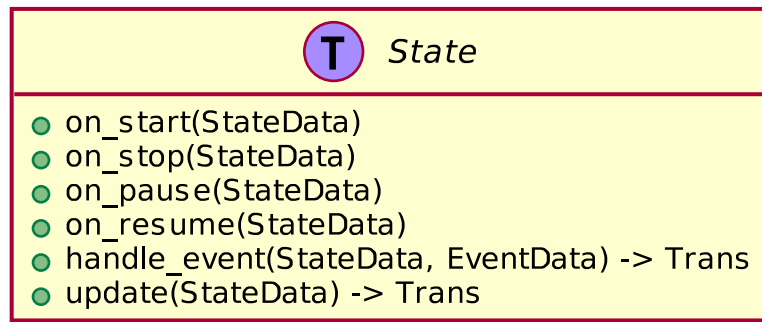 T State
on_start(StateData)
on_stop(StateData)
on_pause(StateData)
on_resume(StateData)
handle_event(StateData, EventData) -> Trans
update(StateData) -> Trans